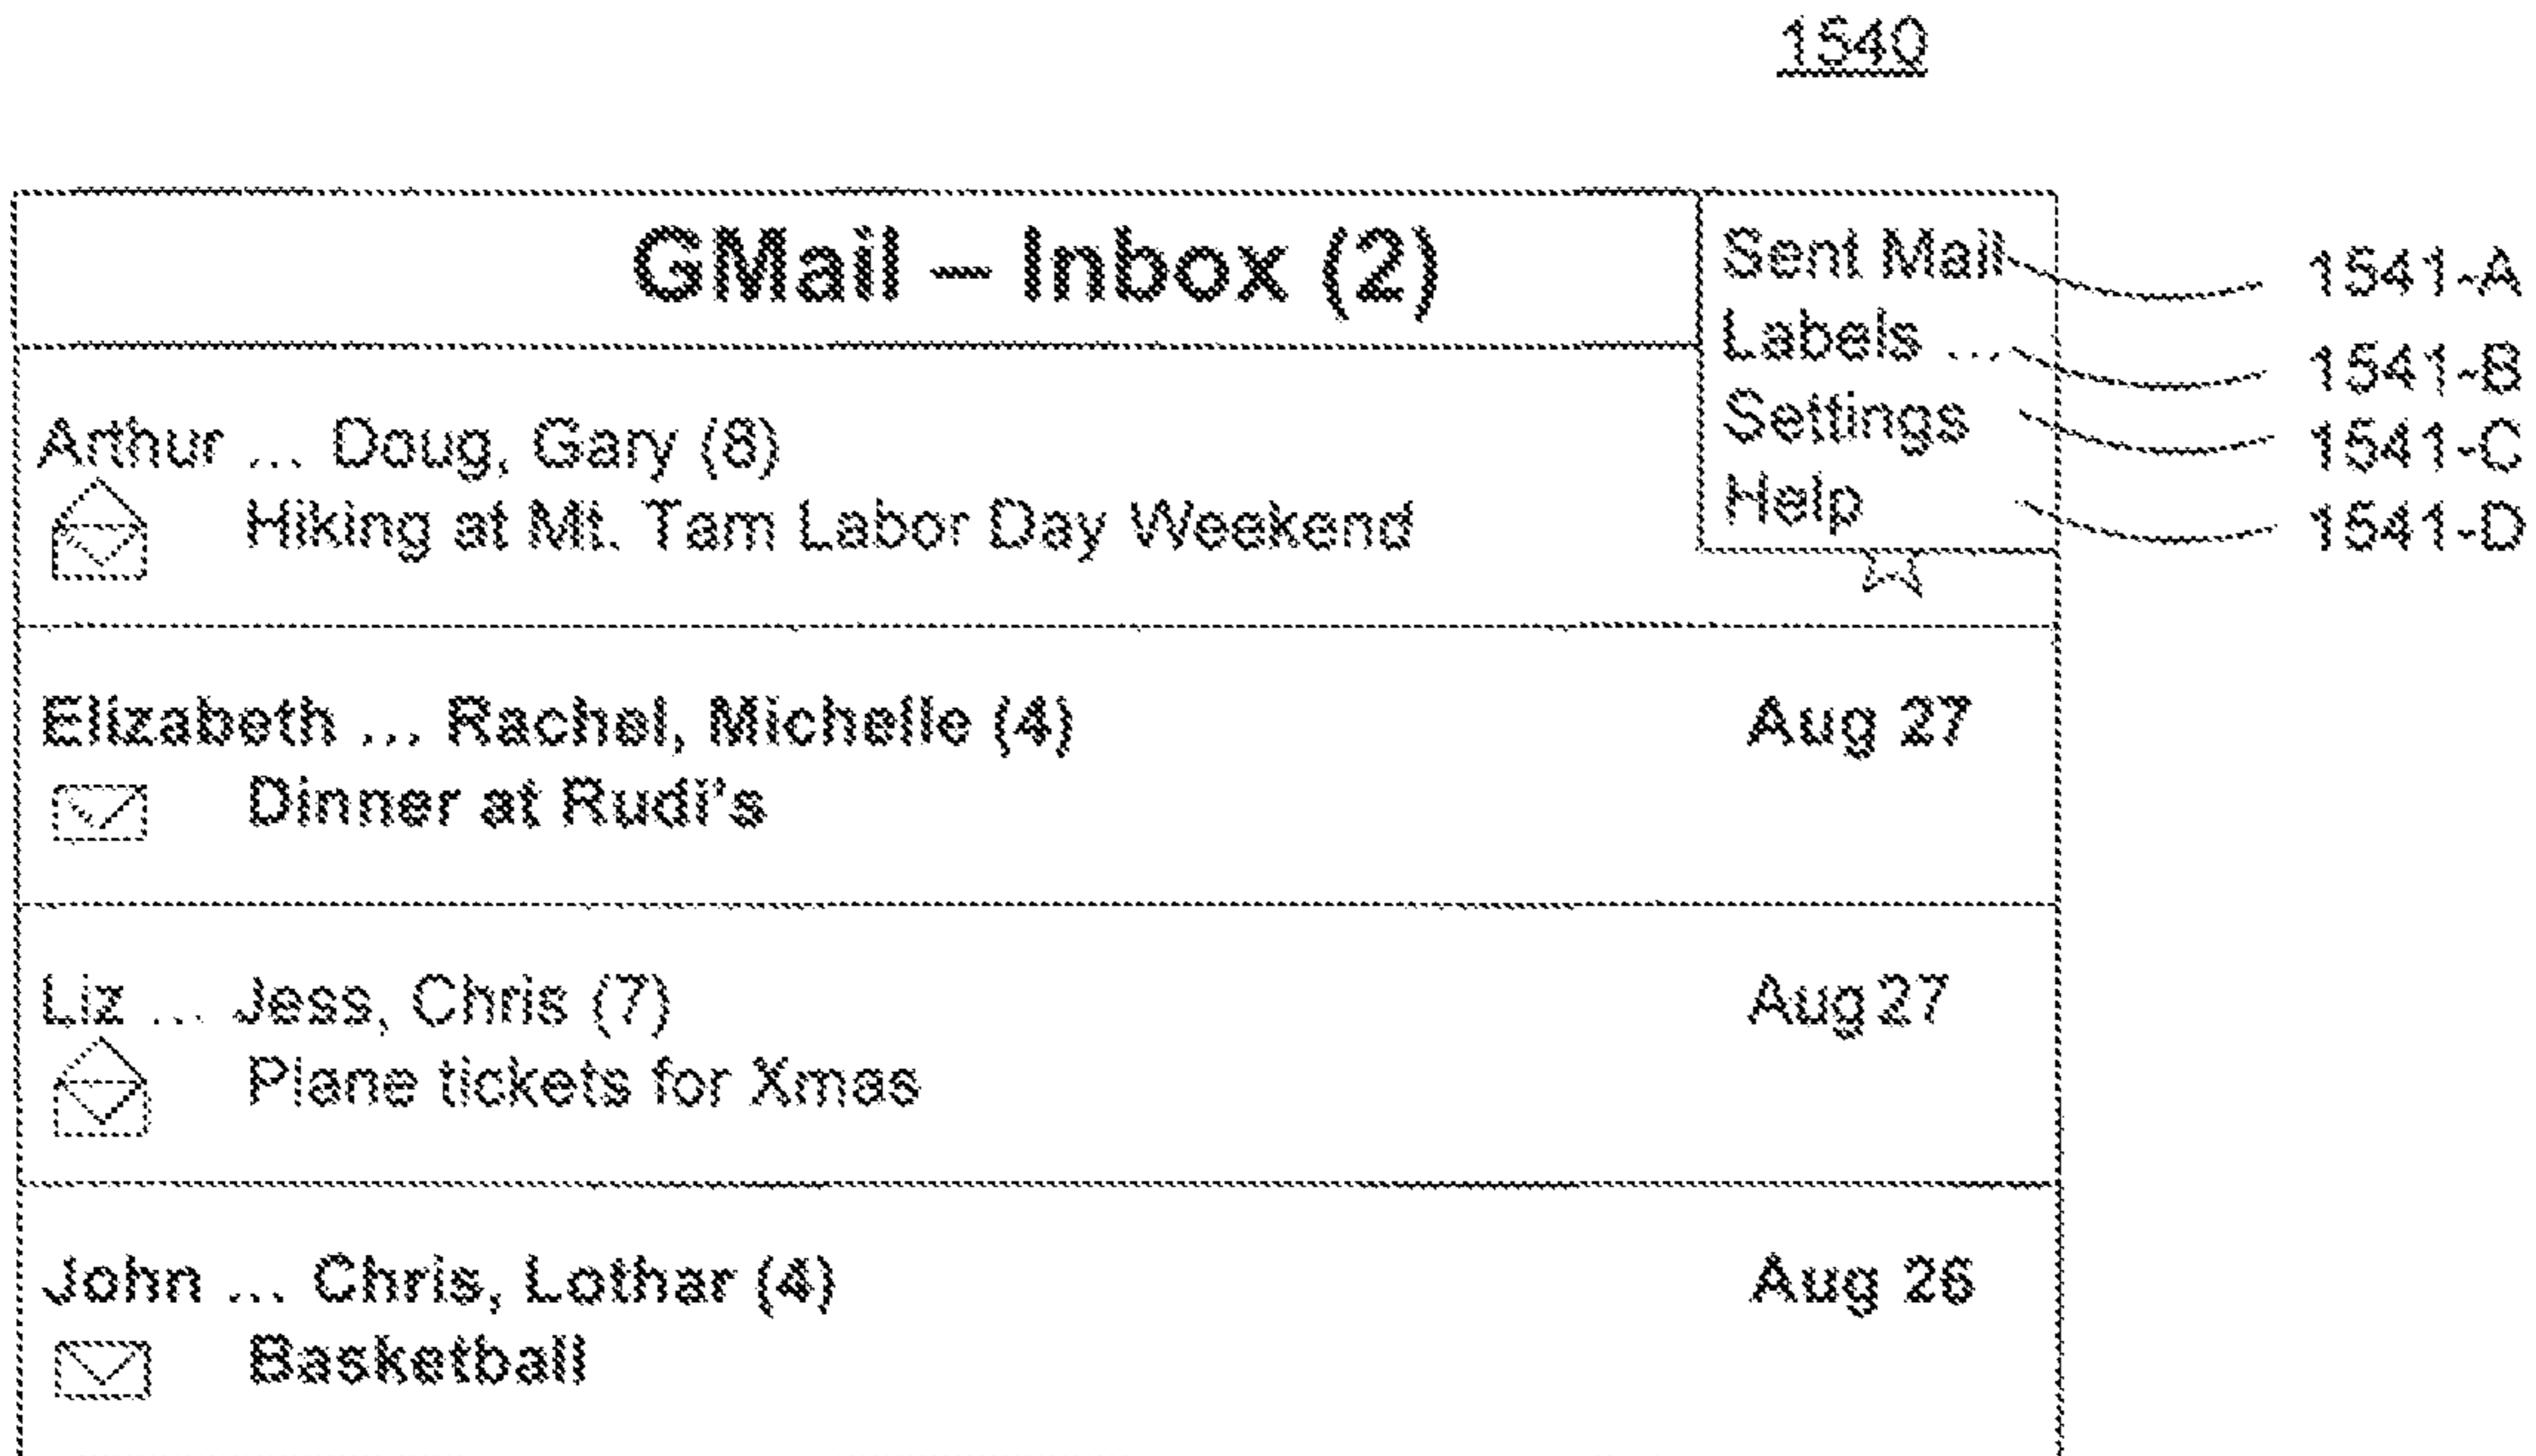 1540
GMail – Inbox (2)
Sent Mail 1541-A
Labels ... 1541-B
Settings 1541-C
Help 1541-D
Arthur ... Doug, Gary (8)
Hiking at Mt. Tam Labor Day Weekend
Elizabeth ... Rachel, Michelle (4) Aug 27
Dinner at Rudi's
Liz ... Jess, Chris (7) Aug 27
Plane tickets for Xmas
John ... Chris, Lothar (4) Aug 26
Basketball